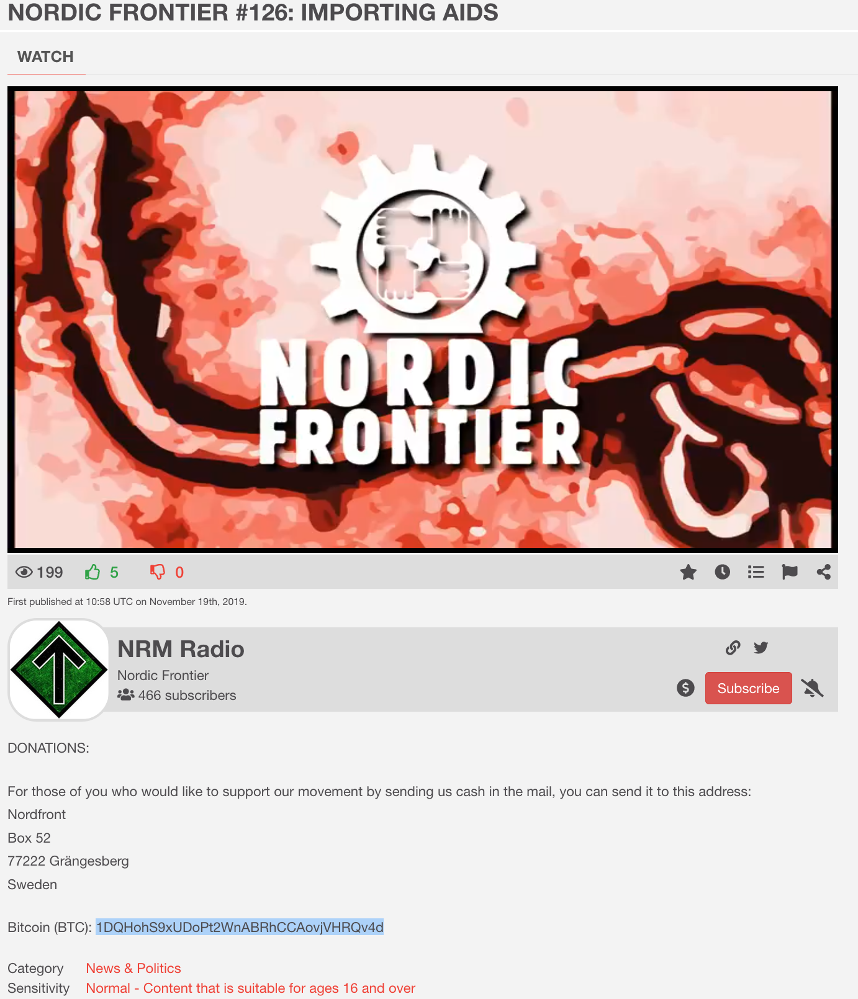 NORDIC FRONTIER #126: IMPORTING AIDS
WATCH
NORDIC
FRONTIER
199 5 0
First published at 10:58 UTC on November 19th, 2019.
NRM Radio
Nordic Frontier
466 subscribers
Subscribe
DONATIONS:
For those of you who would like to support our movement by sending us cash in the mail, you can send it to this address:
Nordfront
Box 52
77222 Grängesberg
Sweden
Bitcoin (BTC): 1DQHohS9xUDoPt2WnABRhCCAovjVHRQv4d
Category News & Politics
Sensitivity Normal - Content that is suitable for ages 16 and over